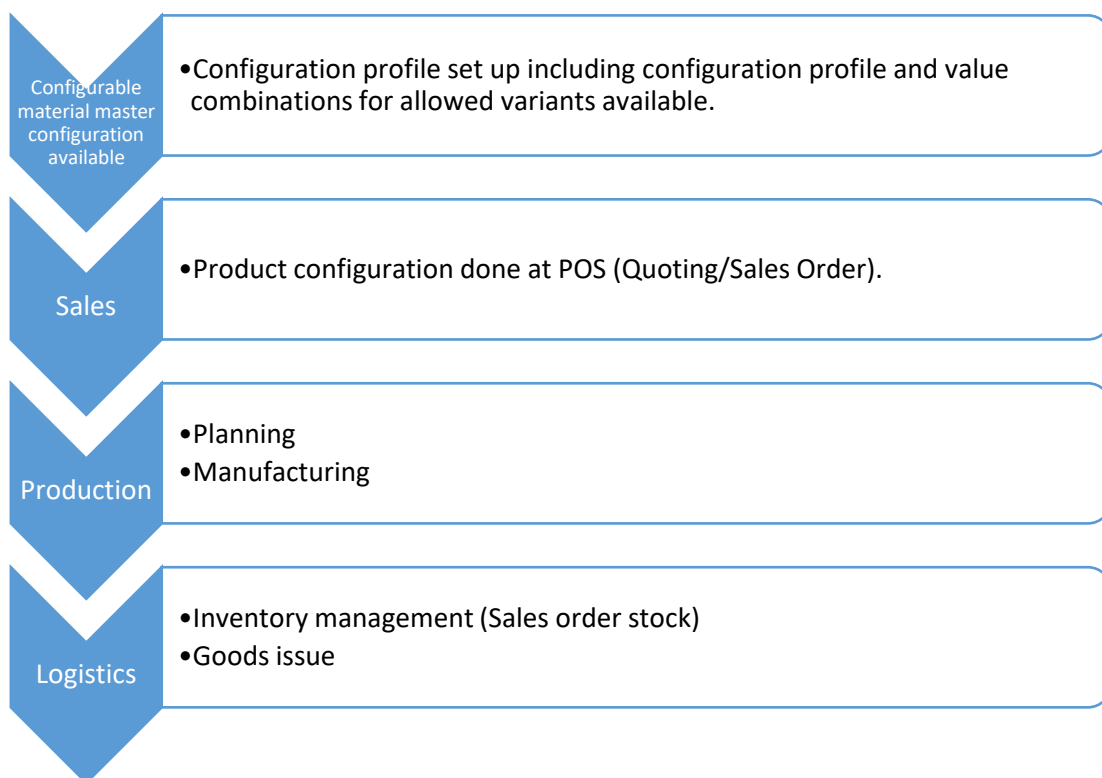 Configurable
material master
configuration
available
•Configuration profile set up including configuration profile and value
combinations for allowed variants available.
Sales
•Product configuration done at POS (Quoting/Sales Order).
Production
•Planning
•Manufacturing
Logistics
•Inventory management (Sales order stock)
•Goods issue